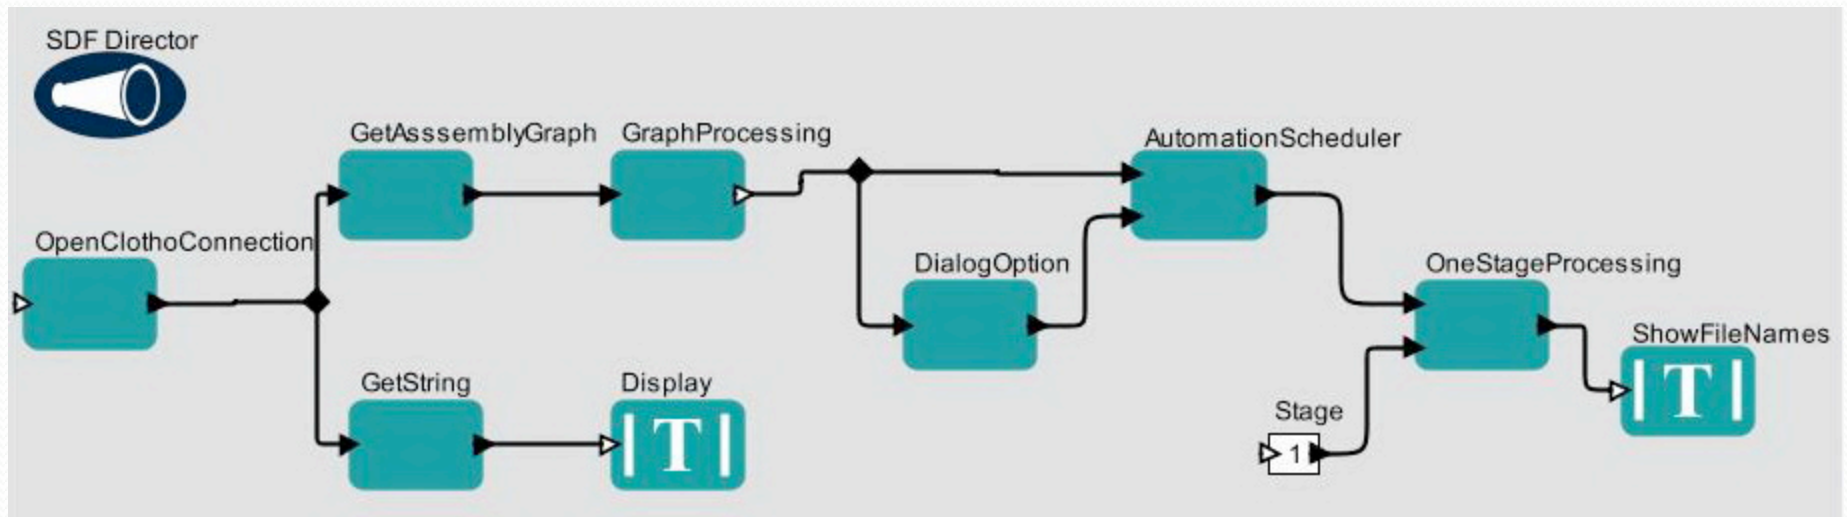 SDF Director
GetAsssemblyGraph
GraphProcessing
AutomationScheduler
OpenClothoConnection
DialogOption
OneStageProcessing
ShowFileNames
T
GetString
Display
T
Stage
1